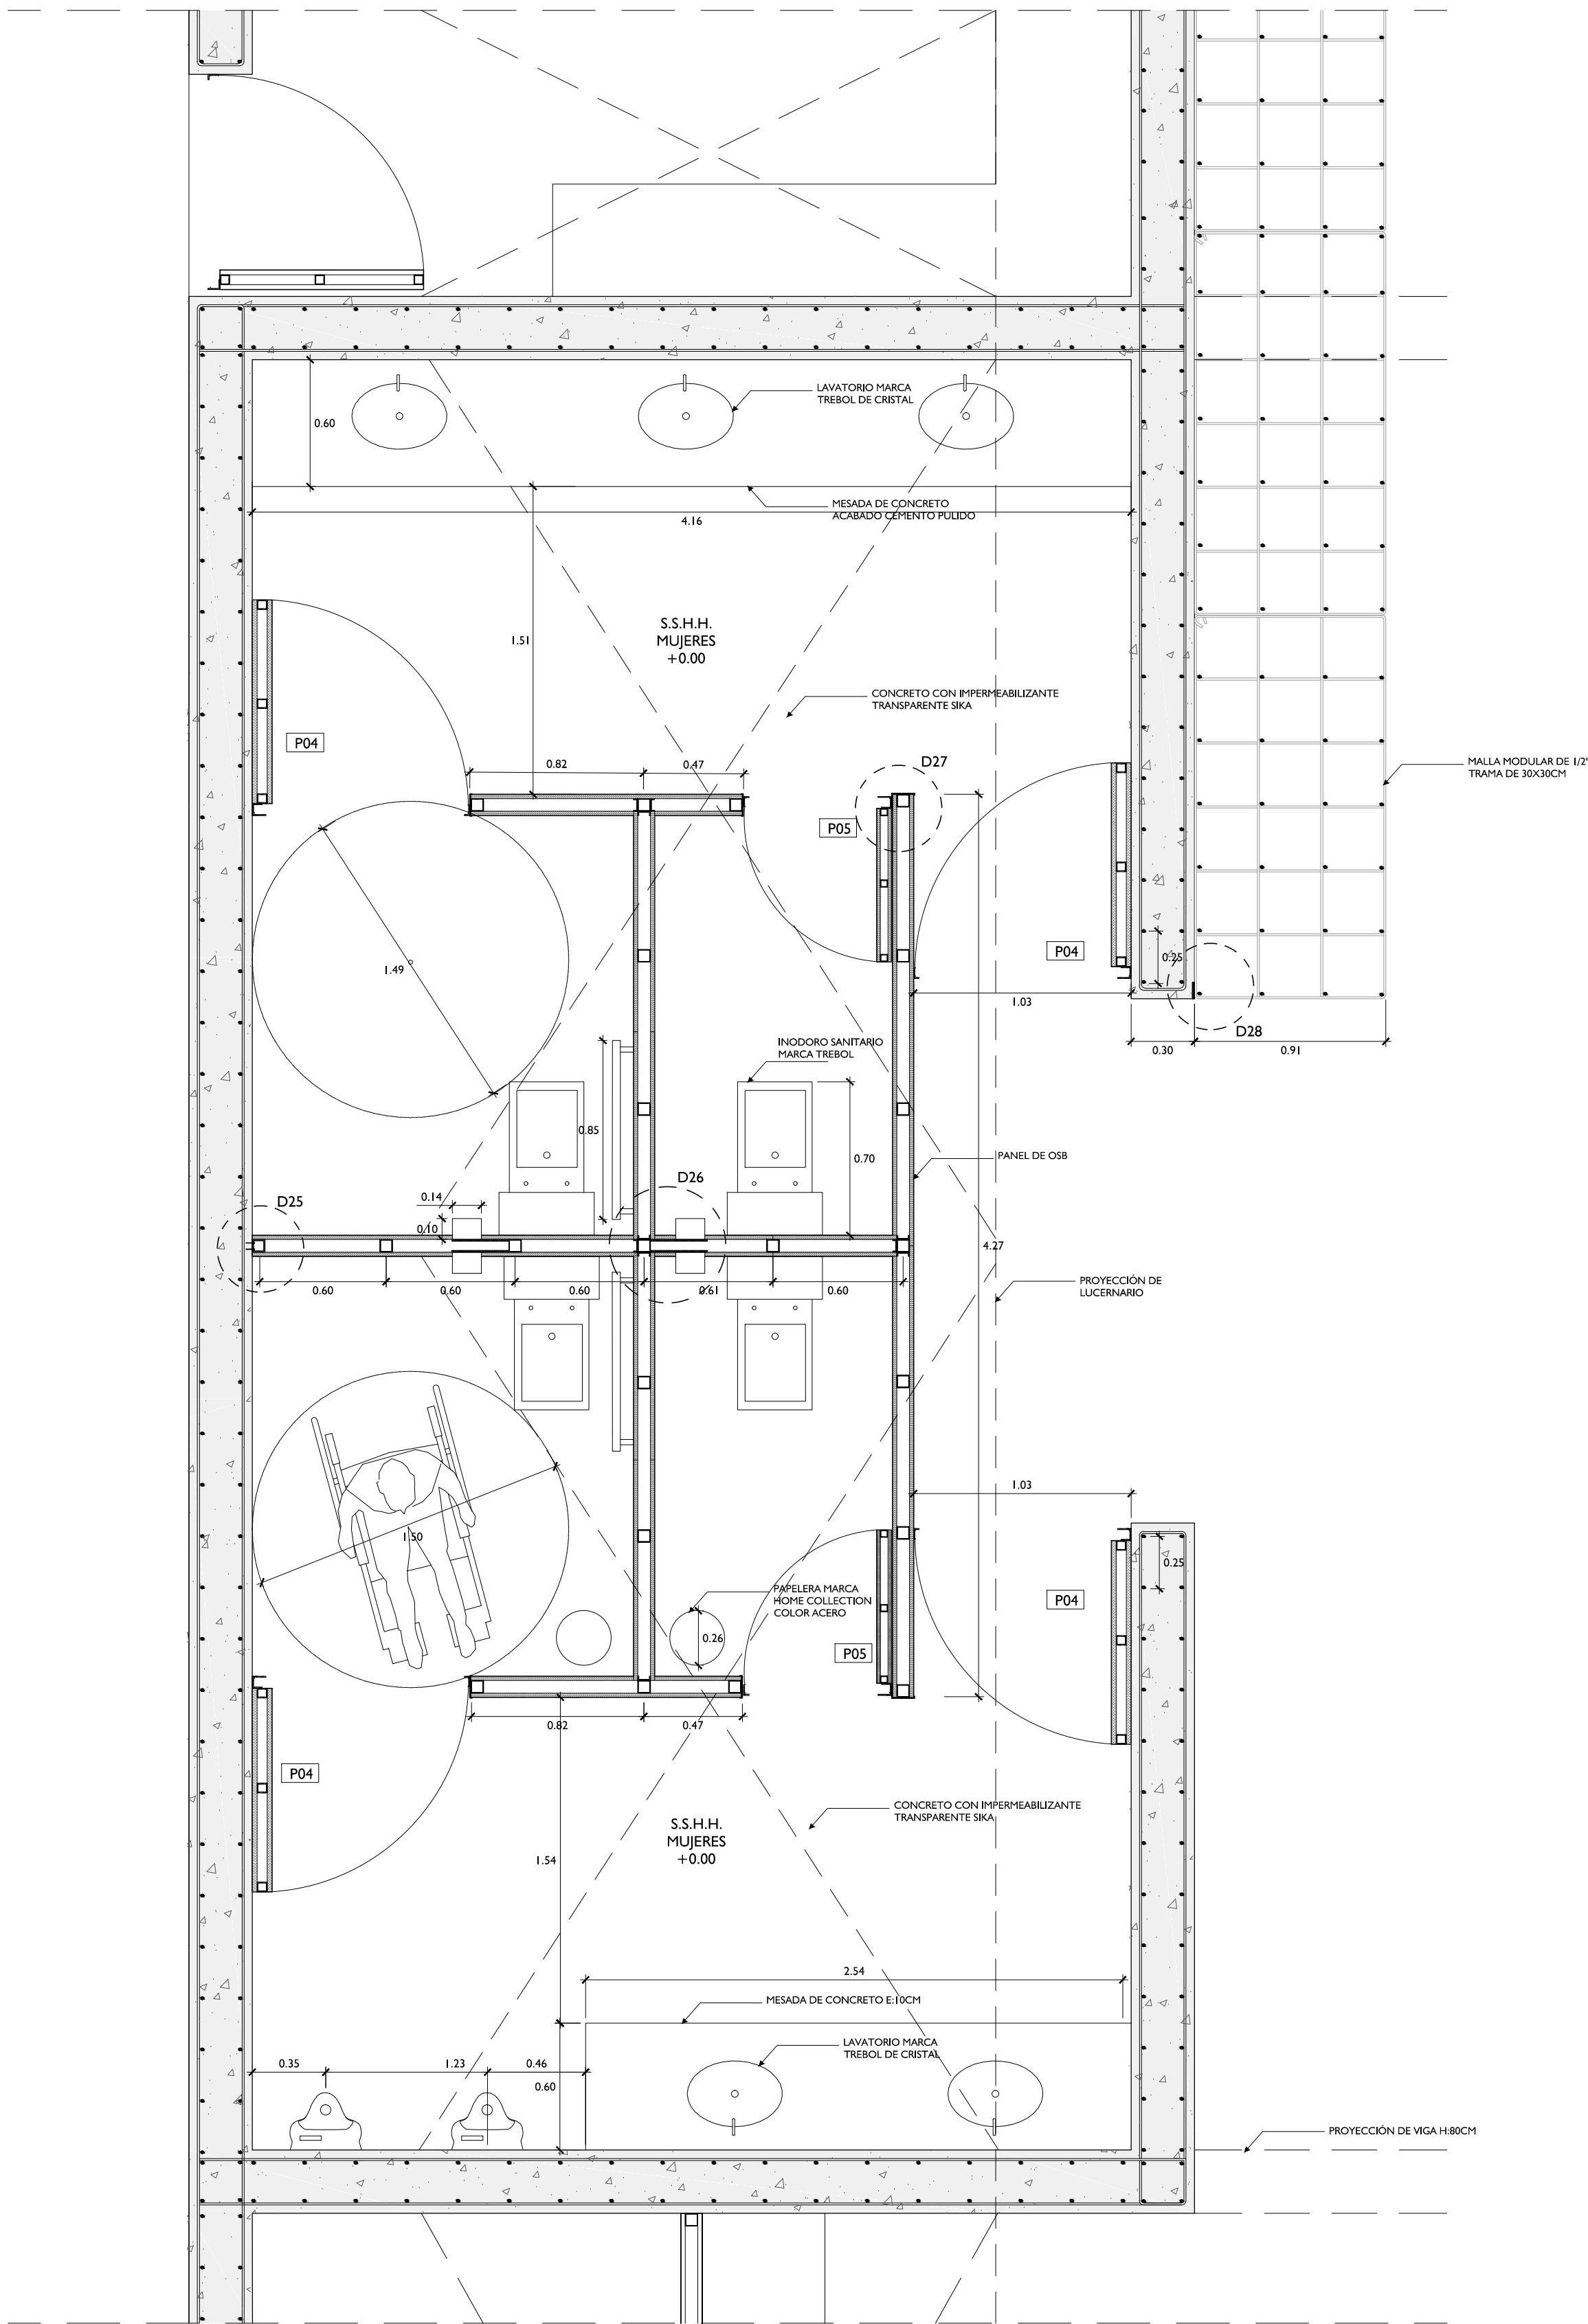 LAVATORIO MARCA
TREBOL DE CRISTAL
0.60
MESADA DE CONCRETO
ACABADO CEMENTO PULIDO
4.16
1.51
S.S.H.H.
MUJERES
+0.00
CONCRETO CON IMPERMEABILIZANTE
TRANSPARENTE SIKA
P04
0.82
0.47
D27
MALLA MODULAR DE 1/2'
TRAMA DE 30X30CM
P05
P04
0.25
1.49
1.03
D28
0.30
0.91
INODORO SANITARIO
MARCA TREBOL
0.85
0.70
PANEL DE OSB
D26
D25
0.14
0.10
4.27
0.60
0.60
0.60
0.61
0.60
PROYECCIÓN DE
LUCERNARIO
1.03
1.50
0.25
PAPELERA MARCA
HOME COLLECTION
COLOR ACERO
P04
0.26
P05
0.82
0.47
P04
CONCRETO CON IMPERMEABILIZANTE
TRANSPARENTE SIKA
S.S.H.H.
MUJERES
+0.00
1.54
2.54
MESADA DE CONCRETO E:10CM
LAVATORIO MARCA
TREBOL DE CRISTAL
0.35
1.23
0.46
0.60
PROYECCIÓN DE VIGA H:80CM